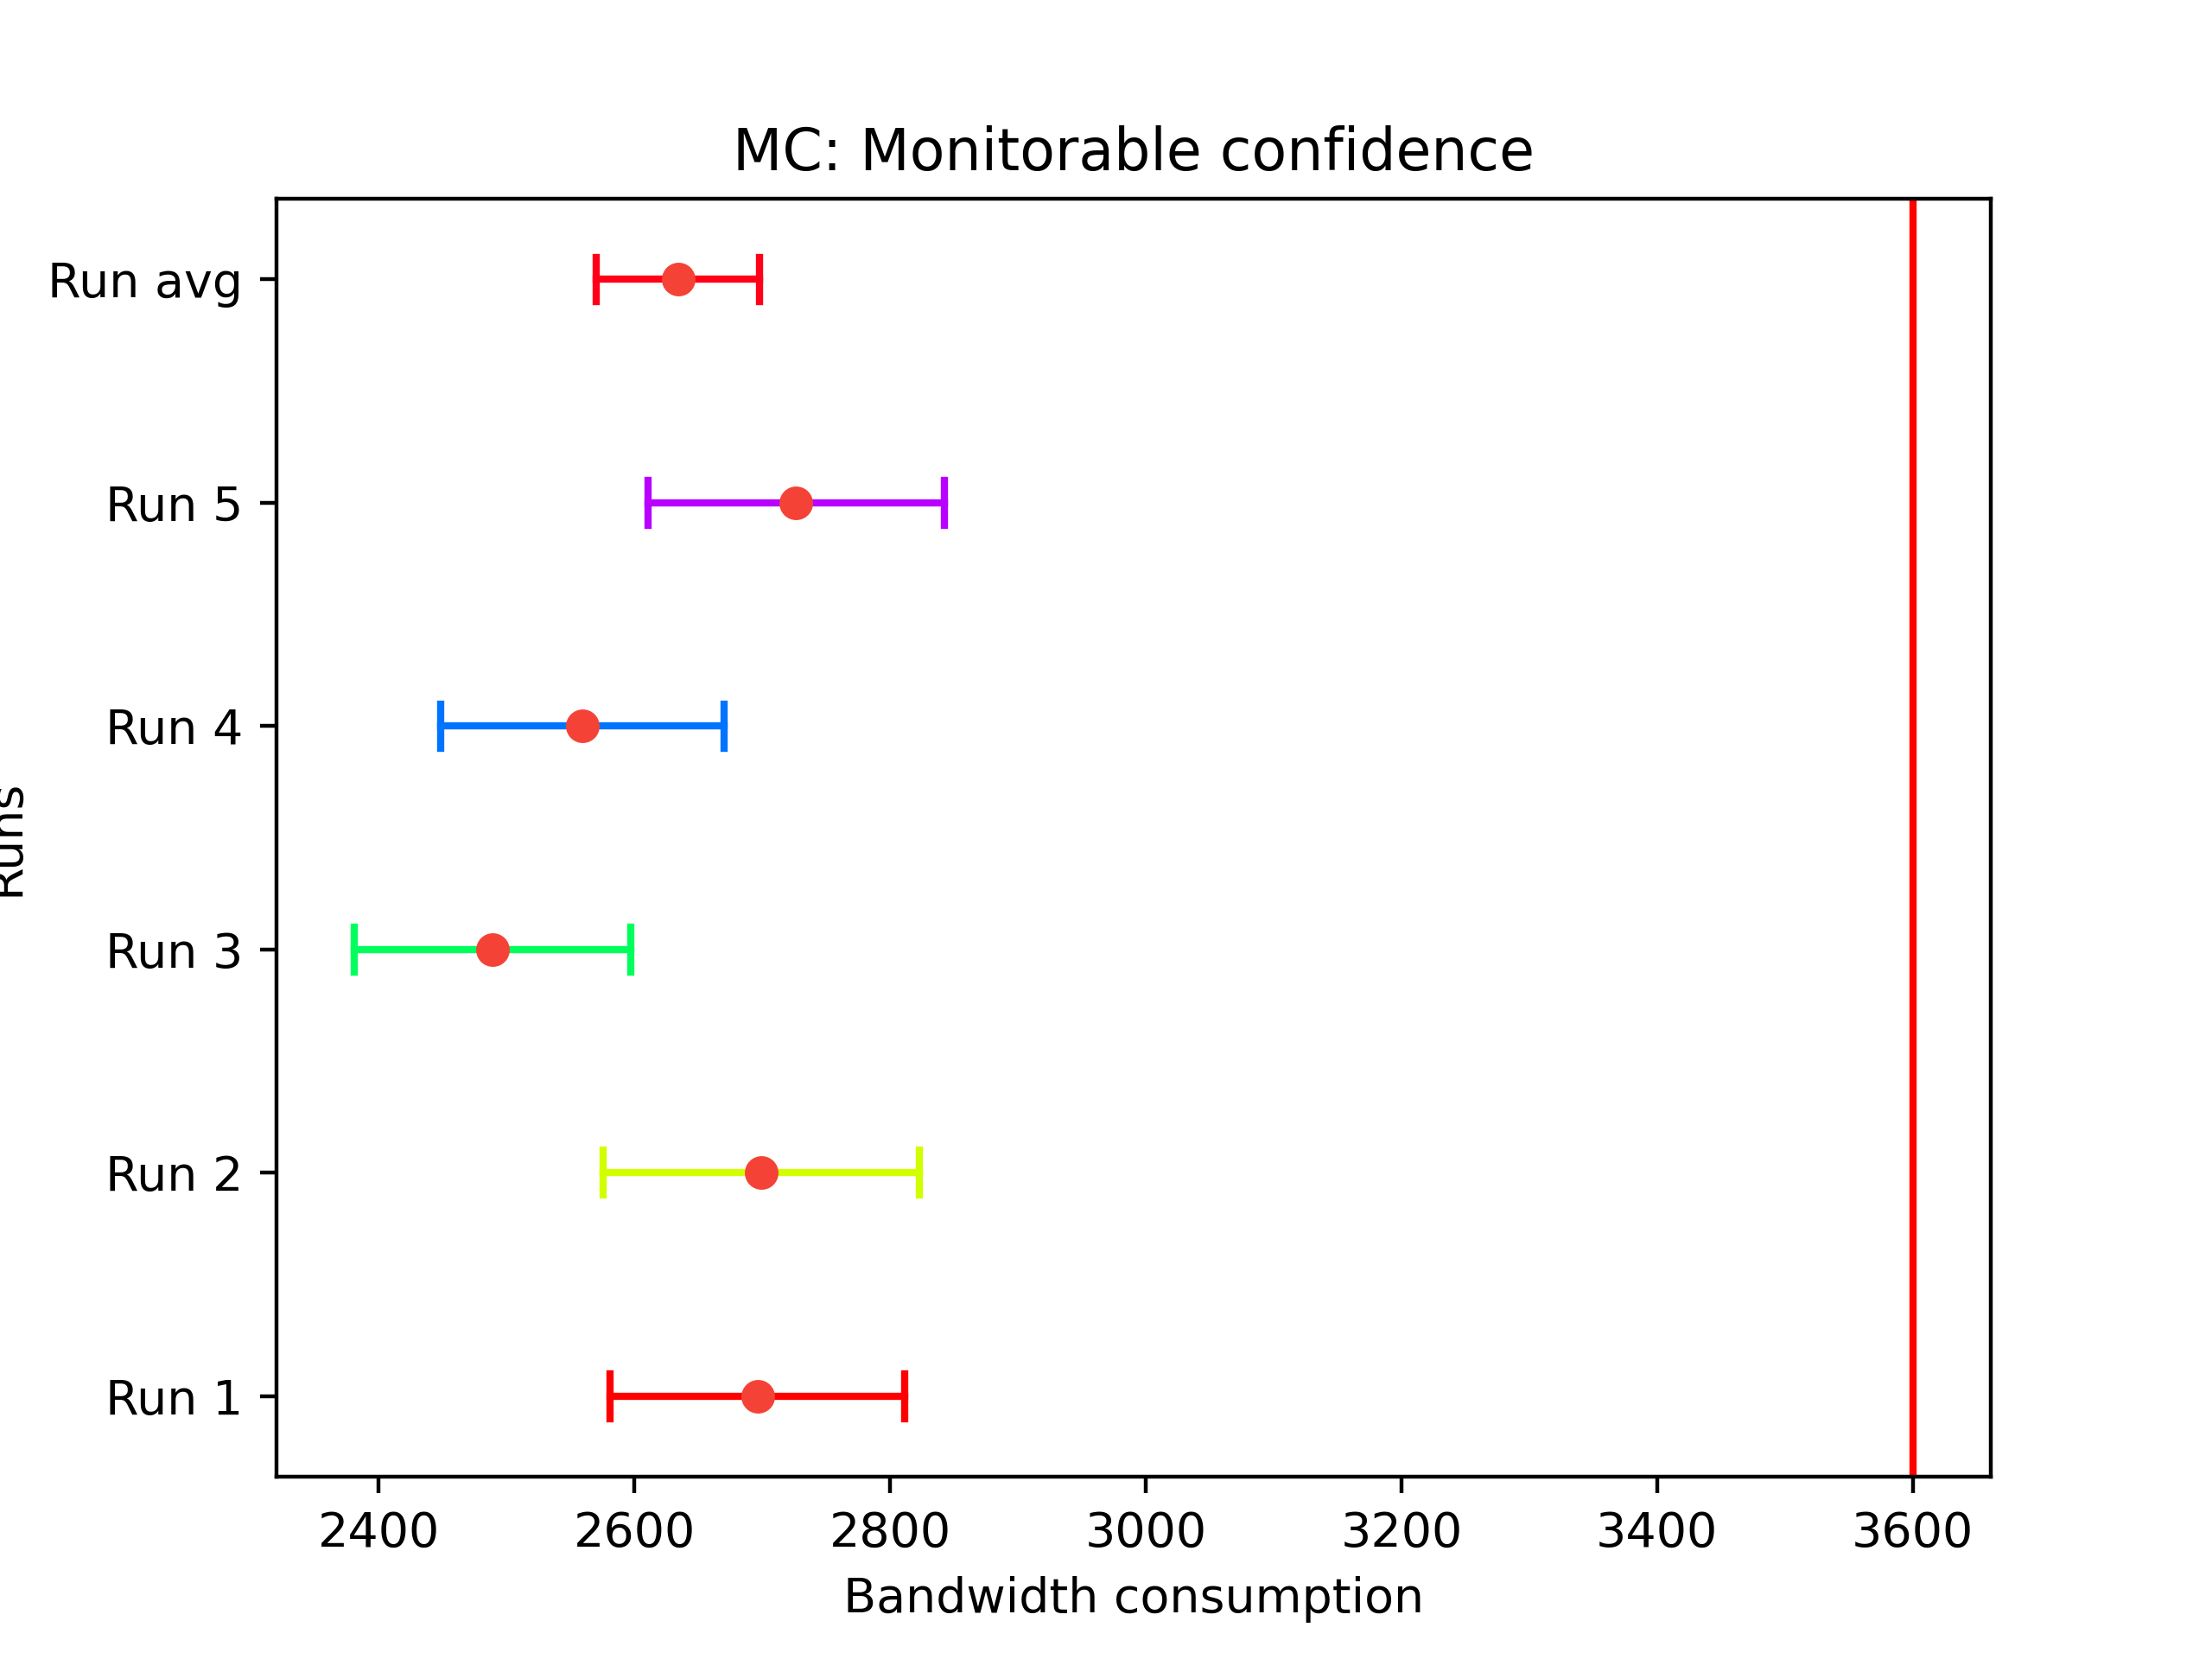 MC: Monitorable confidence
Run avg
Run 5
Run 4
Run 3
Run 2
Run 1
Runs
2400 2600 2800 3000 3200 3400 3600
Bandwidth consumption